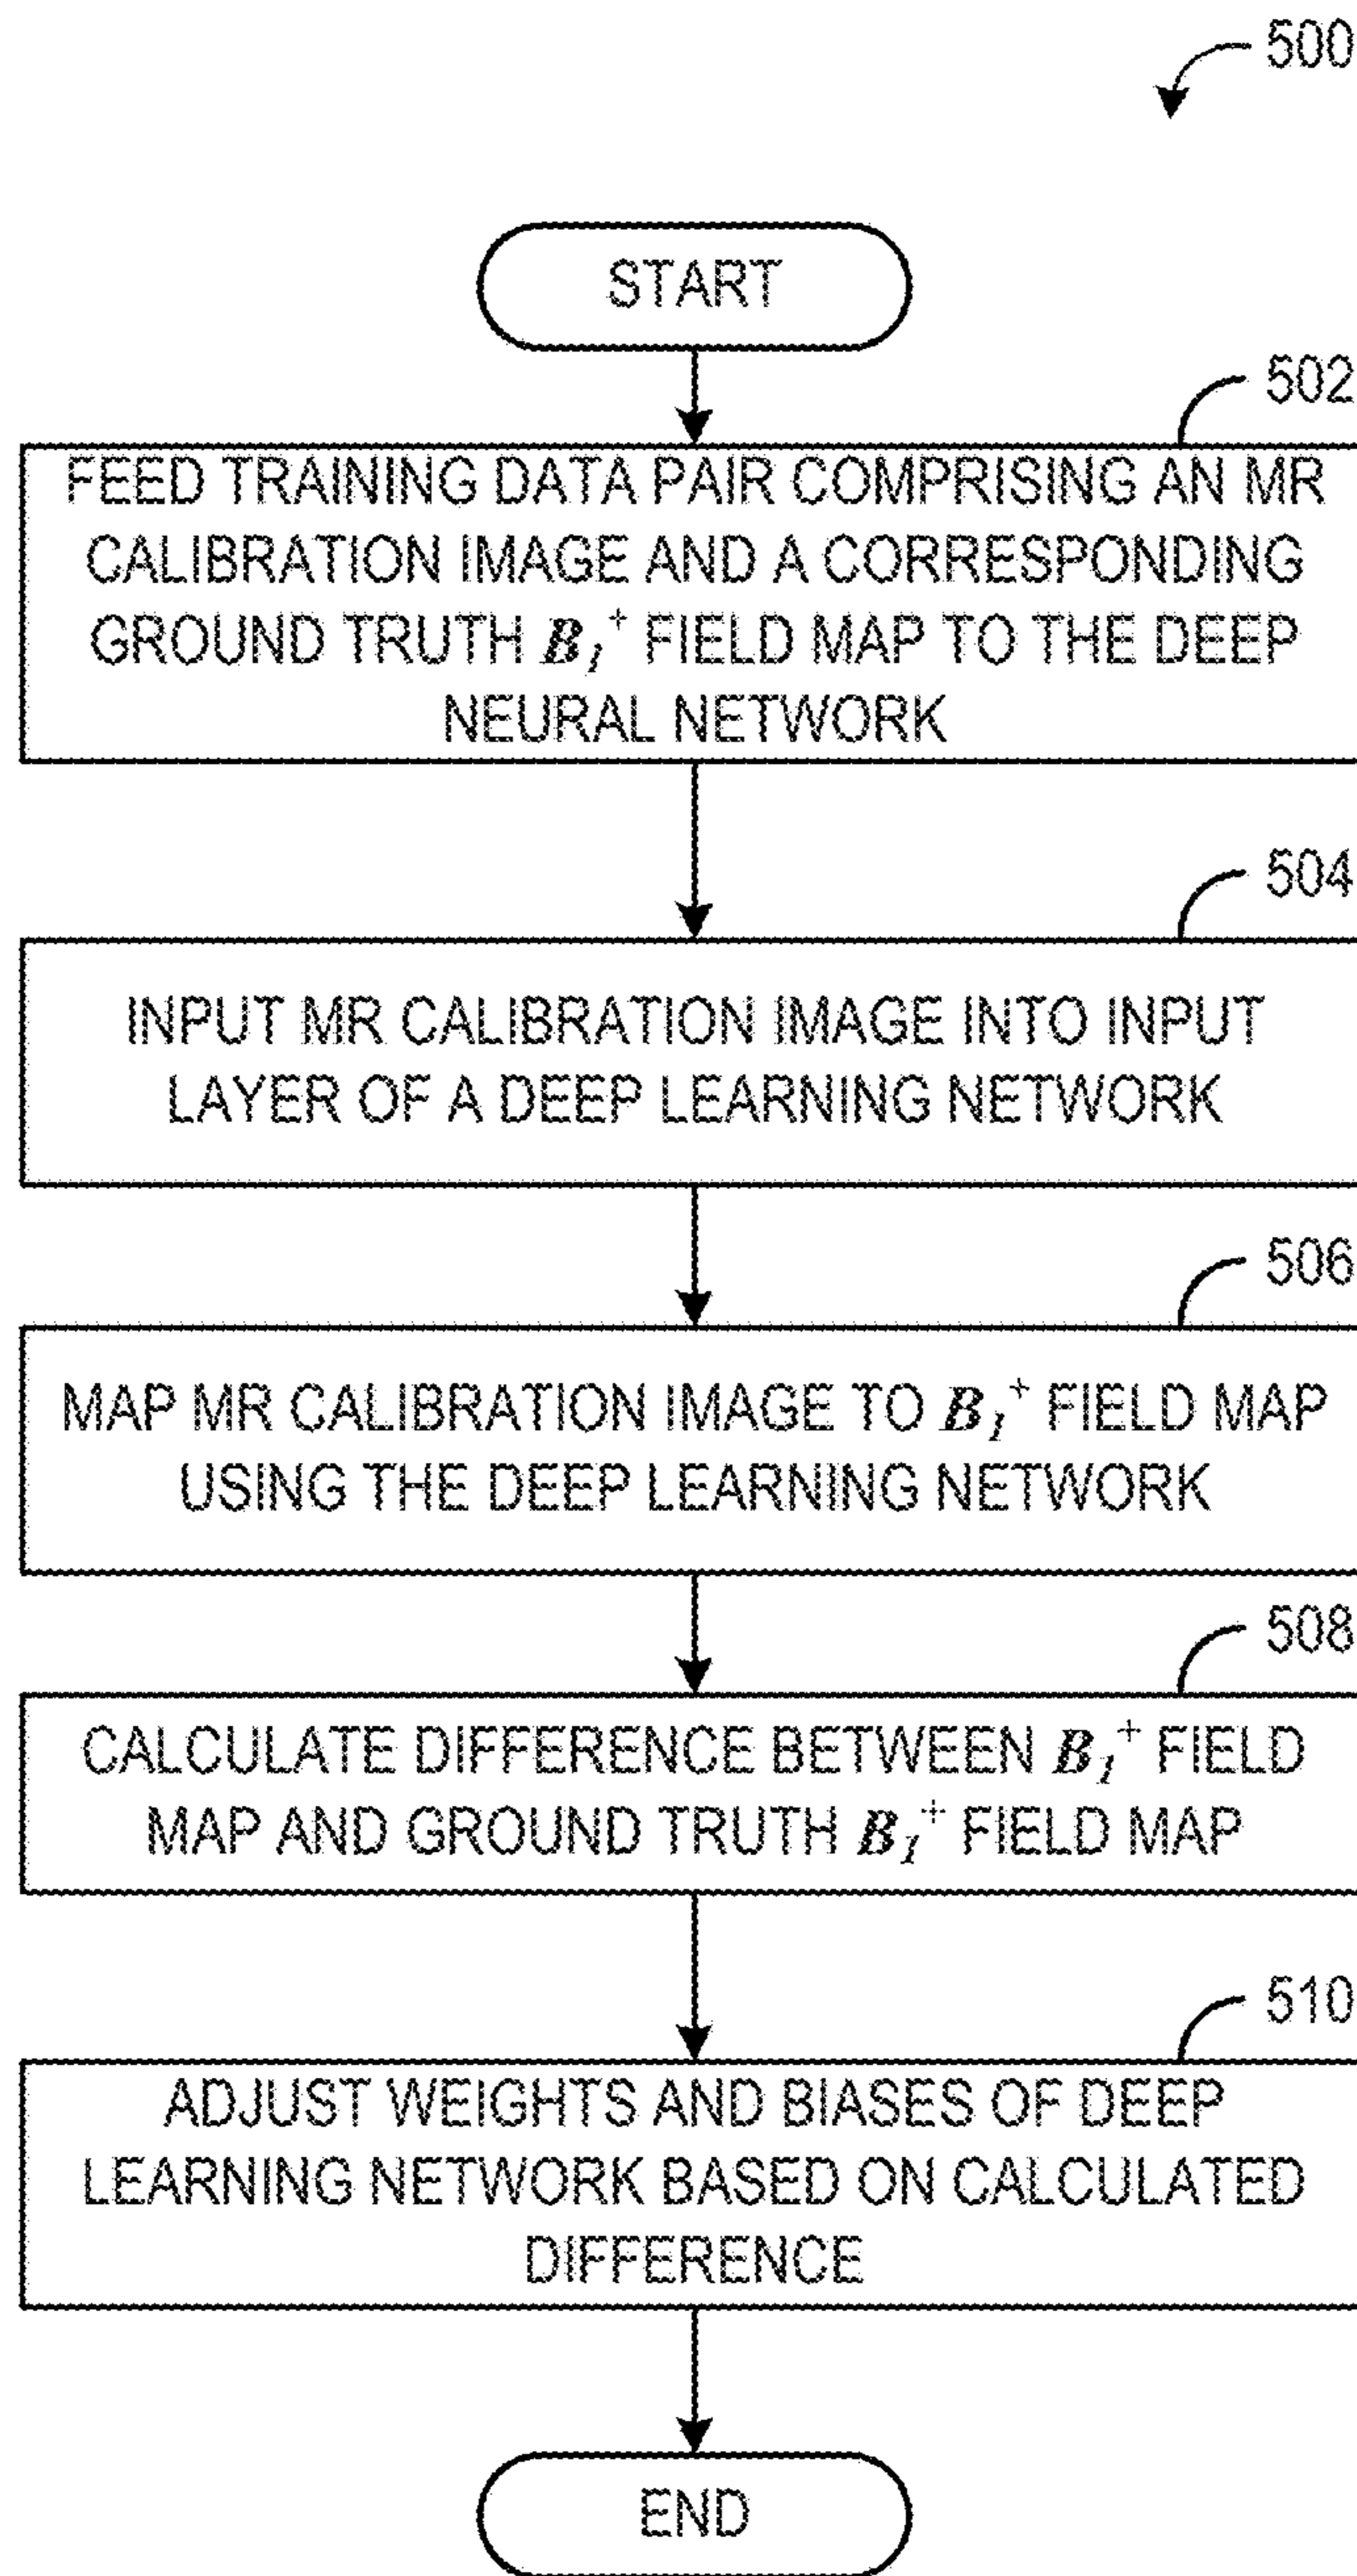 500
START
502
FEED TRAINING DATA PAIR COMPRISING AN MR
CALIBRATION IMAGE AND A CORRESPONDING
GROUND TRUTH B₁⁺ FIELD MAP TO THE DEEP
NEURAL NETWORK
504
INPUT MR CALIBRATION IMAGE INTO INPUT
LAYER OF A DEEP LEARNING NETWORK
506
MAP MR CALIBRATION IMAGE TO B₁⁺ FIELD MAP
USING THE DEEP LEARNING NETWORK
508
CALCULATE DIFFERENCE BETWEEN B₁⁺ FIELD
MAP AND GROUND TRUTH B₁⁺ FIELD MAP
510
ADJUST WEIGHTS AND BIASES OF DEEP
LEARNING NETWORK BASED ON CALCULATED
DIFFERENCE
END